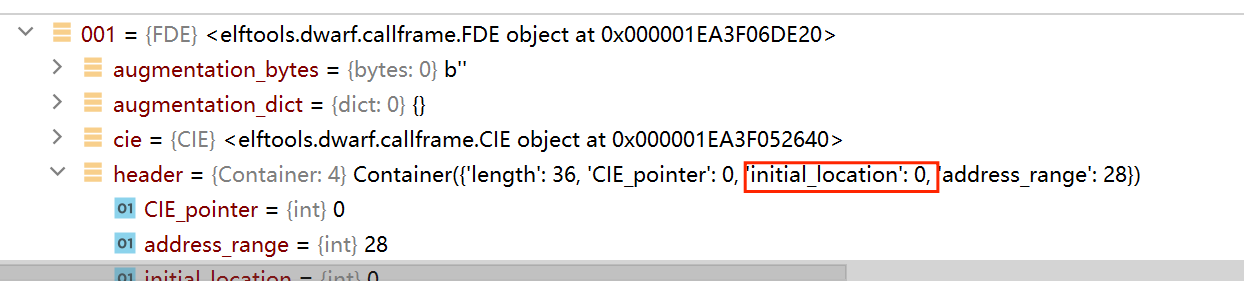 001 = {FDE} <elftools.dwarf.callframe.FDE object at 0x000001EA3F06DE20>
augmentation_bytes = {bytes: 0} b''
augmentation_dict = {dict: 0} {}
cie = {CIE} <elftools.dwarf.callframe.CIE object at 0x000001EA3F052640>
header = {Container: 4} Container({'length': 36, 'CIE_pointer': 0, 'initial_location': 0, 'address_range': 28})
01 CIE_pointer = {int} 0
01 address_range = {int} 28
01 initial_location = {int} 0